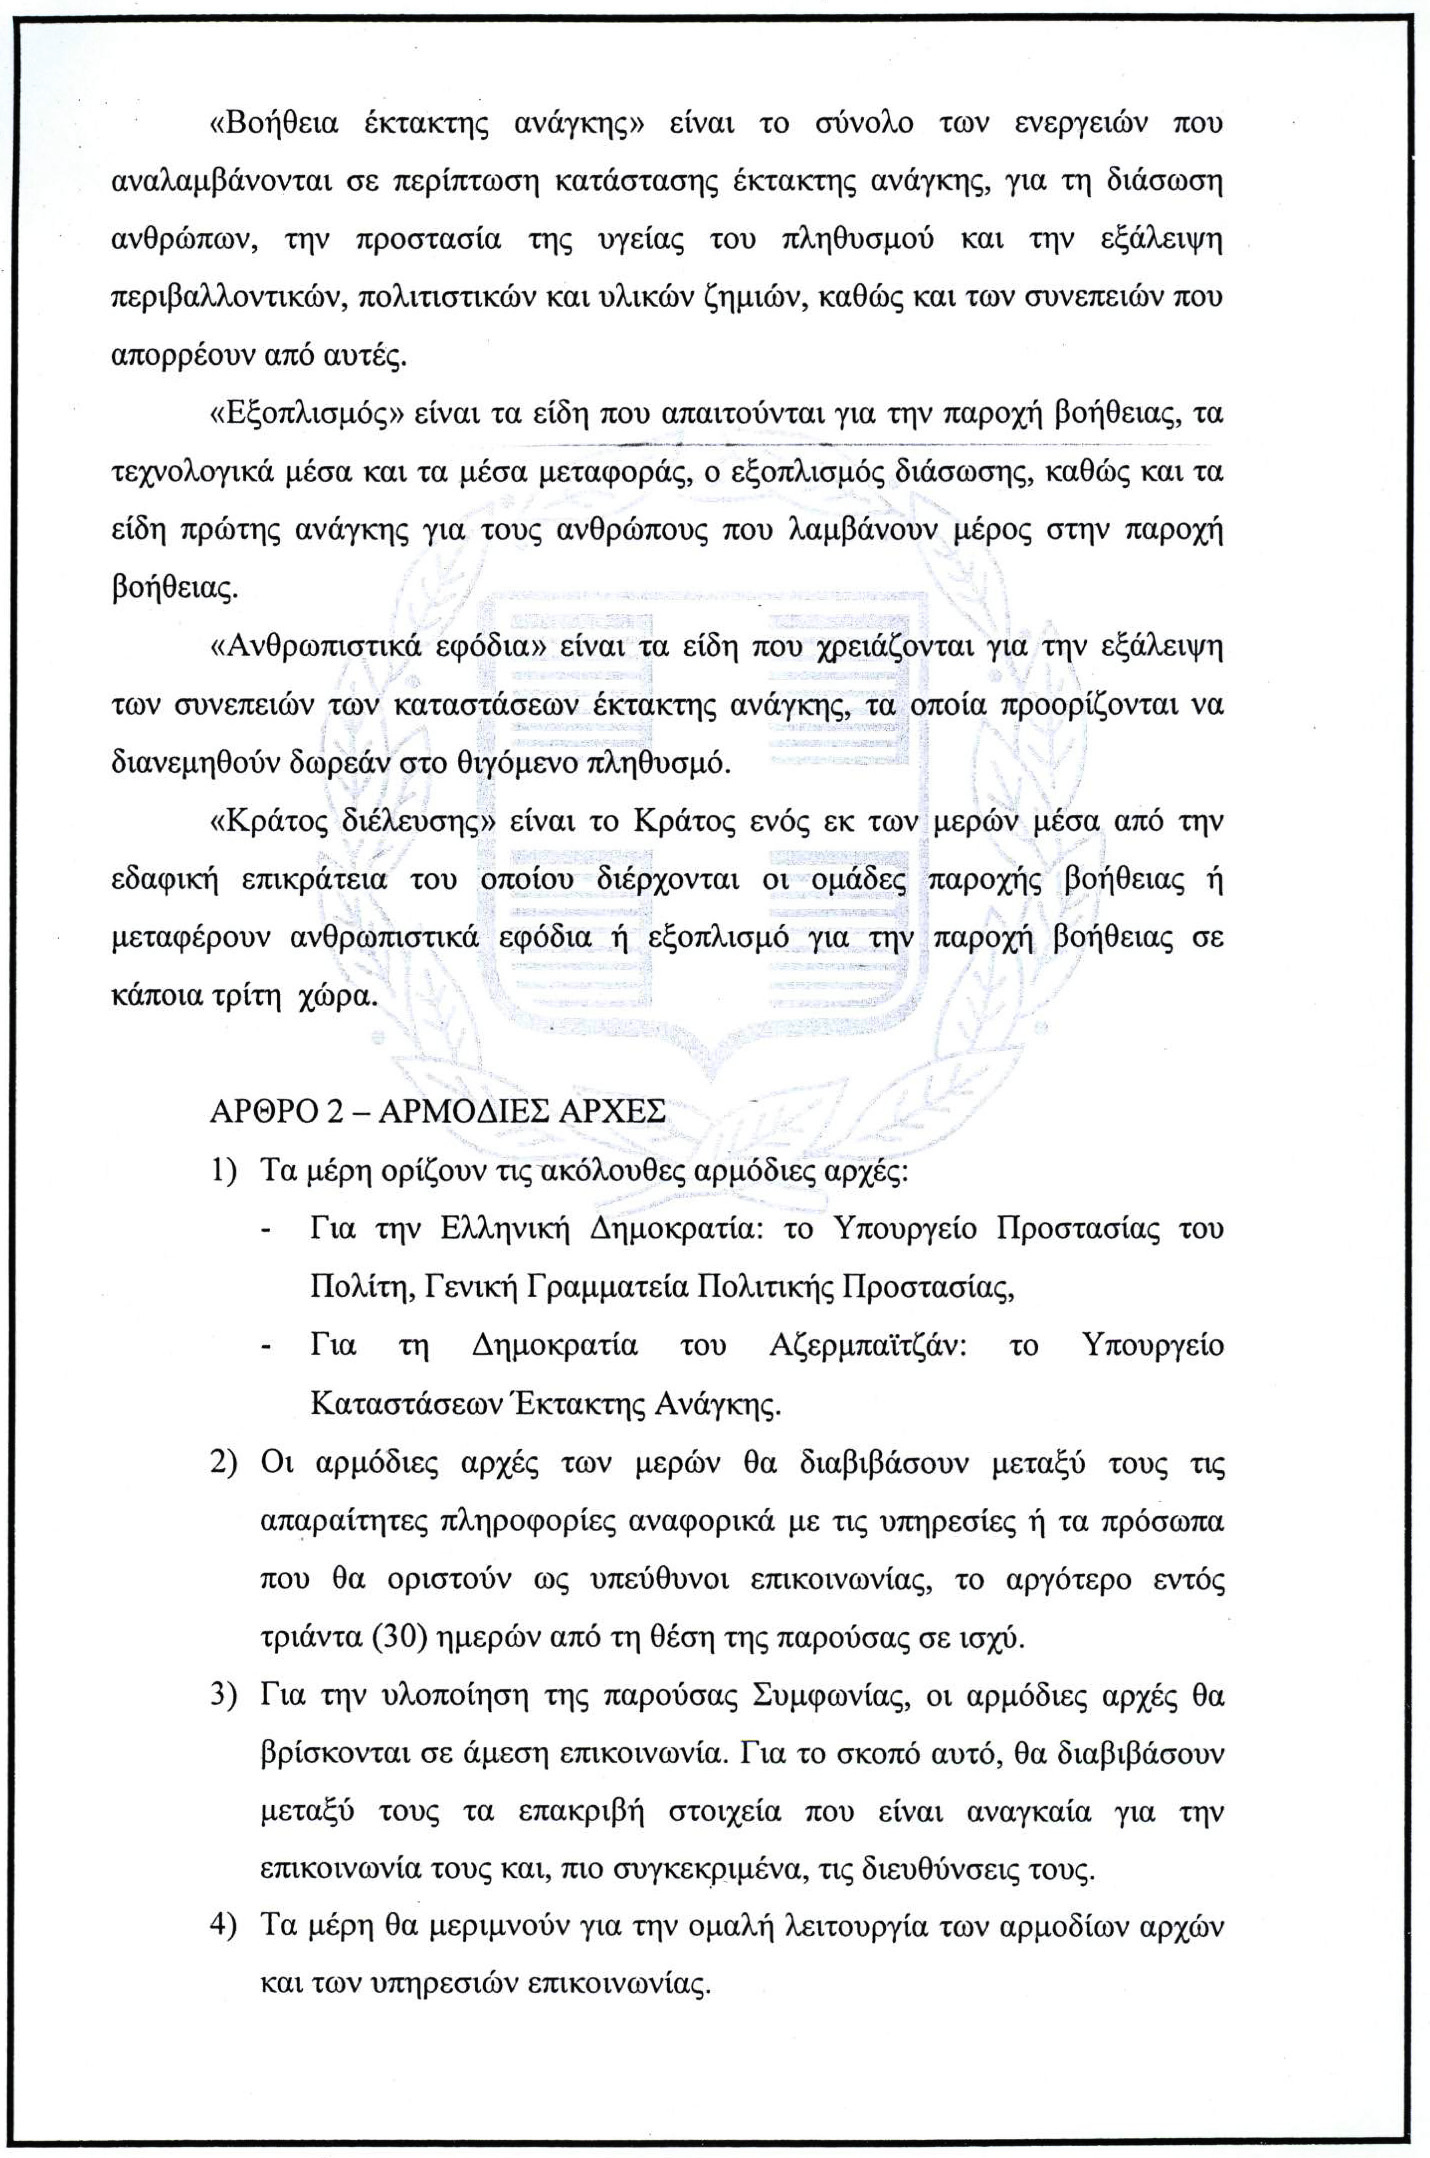 «Βοήθεια έκτακτης ανάγκης» είναι το σύνολο των ενεργειών που
αναλαμβάνονται σε περίπτωση κατάστασης έκτακτης ανάγκης, για τη διάσωση
ανθρώπων, την προστασία της υγείας του πληθυσμού και την εξάλειψη
περιβαλλοντικών, πολιτιστικών και υλικών ζημιών, καθώς και των συνεπειών που
απορρέουν από αυτές.
«Εξοπλισμός» είναι τα είδη που απαιτούνται για την παροχή βοήθειας, τα
τεχνολογικά μέσα και τα μέσα μεταφοράς, ο εξοπλισμός διάσωσης, καθώς και τα
είδη πρώτης ανάγκης για τους ανθρώπους που λαμβάνουν μέρος στην παροχή
βοήθειας.
«Ανθρωπιστικά εφόδια» είναι τα είδη που χρειάζονται για την εξάλειψη
των συνεπειών των καταστάσεων έκτακτης ανάγκης, τα οποία προορίζονται να
διανεμηθούν δωρεάν στο θιγόμενο πληθυσμό.
«Κράτος διέλευσης» είναι το Κράτος ενός εκ των μερών μέσα από την
εδαφική επικράτεια του οποίου διέρχονται οι ομάδες παροχής βοήθειας ή
μεταφέρουν ανθρωπιστικά εφόδια ή εξοπλισμό για την παροχή βοήθειας σε
κάποια τρίτη χώρα.
ΑΡΘΡΟ 2 – ΑΡΜΟΔΙΕΣ ΑΡΧΕΣ
1) Τα μέρη ορίζουν τις ακόλουθες αρμόδιες αρχές:
- Για την Ελληνική Δημοκρατία: το Υπουργείο Προστασίας του
Πολίτη, Γενική Γραμματεία Πολιτικής Προστασίας,
- Για τη Δημοκρατία του Αζερμπαϊτζάν: το Υπουργείο
Καταστάσεων Έκτακτης Ανάγκης.
2) Οι αρμόδιες αρχές των μερών θα διαβιβάσουν μεταξύ τους τις
απαραίτητες πληροφορίες αναφορικά με τις υπηρεσίες ή τα πρόσωπα
που θα οριστούν ως υπεύθυνοι επικοινωνίας, το αργότερο εντός
τριάντα (30) ημερών από τη θέση της παρούσας σε ισχύ.
3) Για την υλοποίηση της παρούσας Συμφωνίας, οι αρμόδιες αρχές θα
βρίσκονται σε άμεση επικοινωνία. Για το σκοπό αυτό, θα διαβιβάσουν
μεταξύ τους τα επακριβή στοιχεία που είναι αναγκαία για την
επικοινωνία τους και, πιο συγκεκριμένα, τις διευθύνσεις τους.
4) Τα μέρη θα μεριμνούν για την ομαλή λειτουργία των αρμοδίων αρχών
και των υπηρεσιών επικοινωνίας.